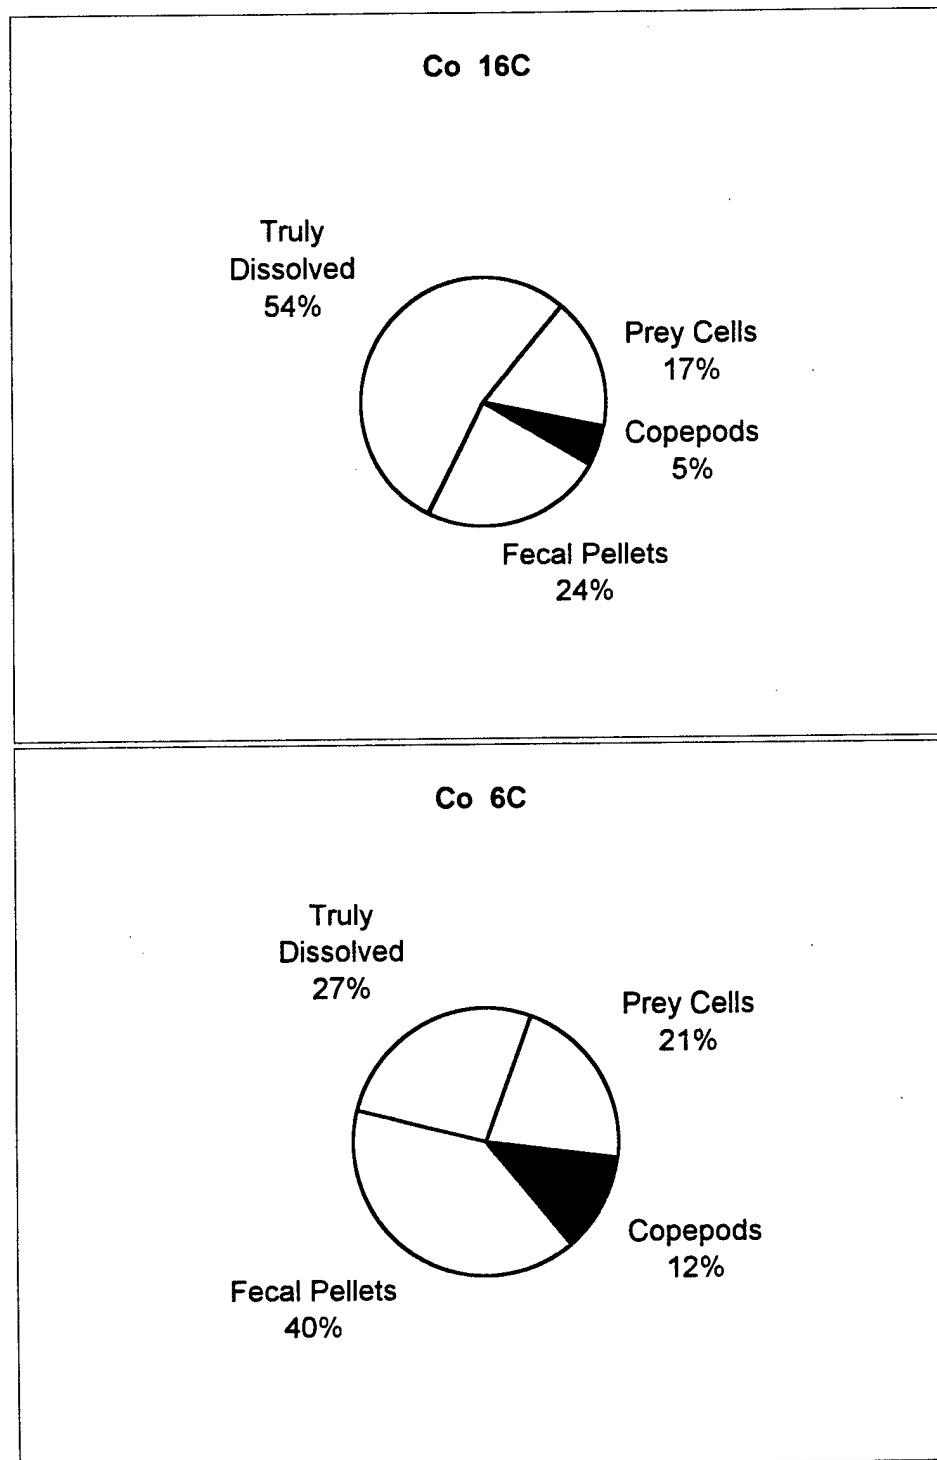 Co 16C
Truly
Dissolved
54%
Prey Cells
17%
Copepods
5%
Fecal Pellets
24%
Co 6C
Truly
Dissolved
27%
Prey Cells
21%
Copepods
12%
Fecal Pellets
40%